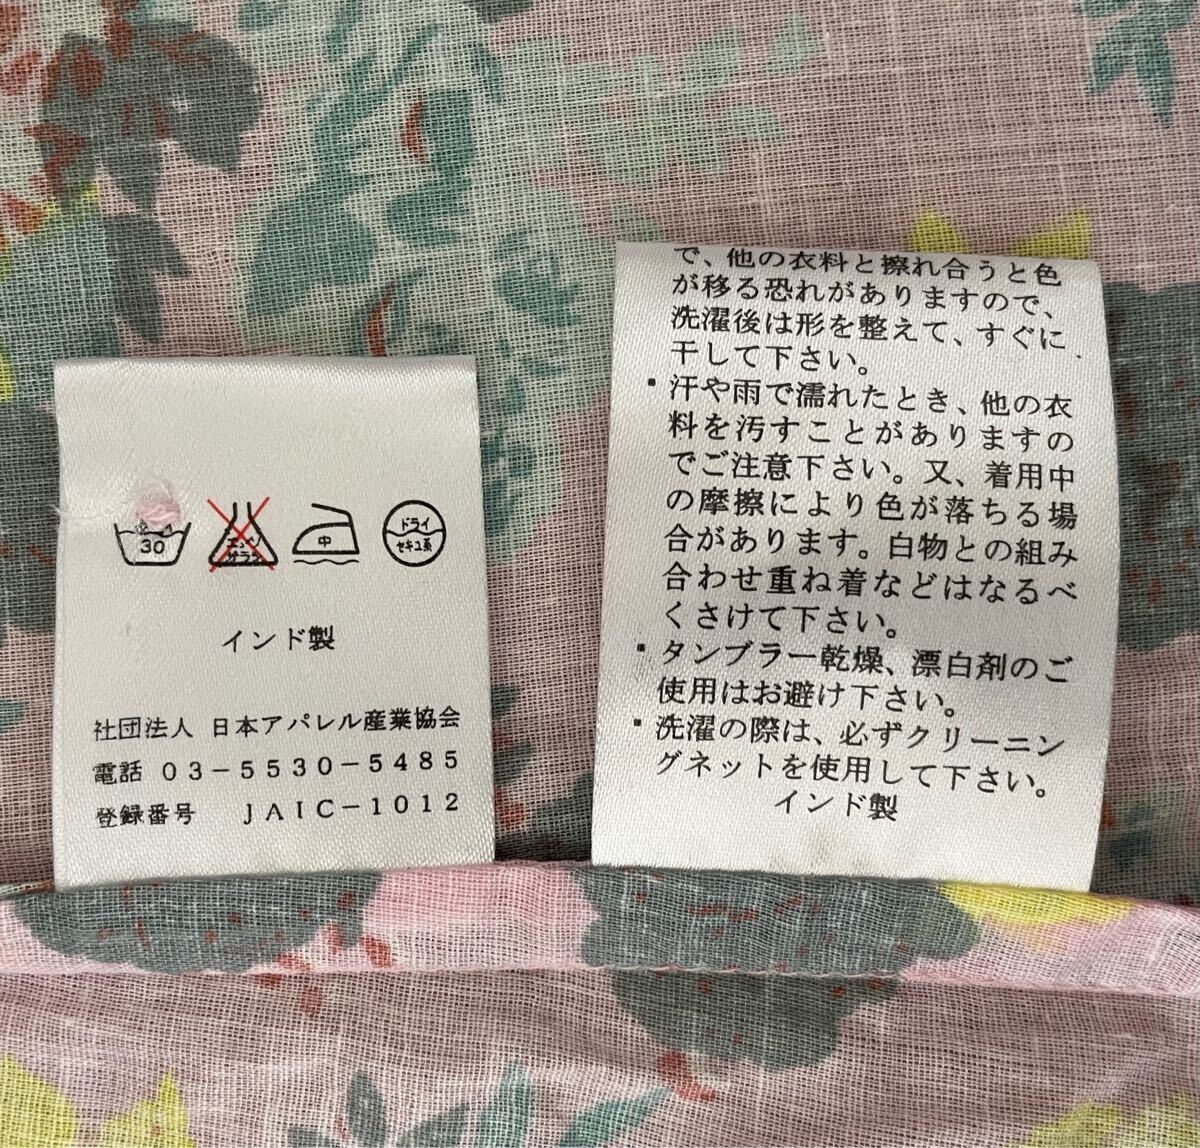 30
エンソ
サラシ
中
ドライ
セキユ系
インド製
社団法人 日本アパレル産業協会
電話 03-5530-5485
登録番号 JAIC-1012
で、他の衣料と擦れ合うと色
が移る恐れがありますので、
洗濯後は形を整えて、すぐに
干して下さい。
・汗や雨で濡れたとき、他の衣
料を汚すことがありますの
でご注意下さい。又、着用中
の摩擦により色が落ちる場
合があります。白物との組み
合わせ重ね着などはなるべ
くさけて下さい。
・タンブラー乾燥、漂白剤のご
使用はお避け下さい。
・洗濯の際は、必ずクリーニン
グネットを使用して下さい。
インド製